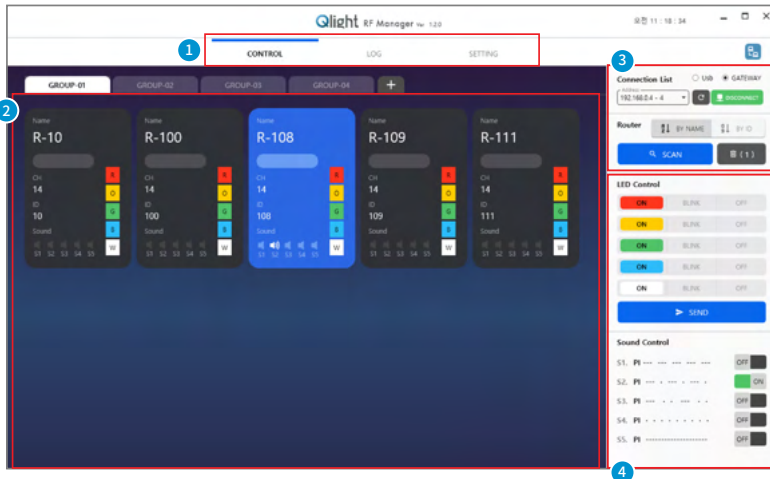 Qlight RF Manager Ver 1.2.0
오전 11 : 18 : 34
1
CONTROL LOG SETTING
GROUP-01 GROUP-02 GROUP-03 GROUP-04 +
2
Name Name Name Name Name
R-10 R-100 R-108 R-109 R-111
CH CH CH CH CH
14 14 14 14 14
ID ID ID ID ID
10 100 108 109 111
Sound Sound Sound Sound Sound
R R R R R
O O O O O
G G G G G
B B B B B
W W W W W
S1 S2 S3 S4 S5 S1 S2 S3 S4 S5 S1 S2 S3 S4 S5 S1 S2 S3 S4 S5 S1 S2 S3 S4 S5
3
Connection List Usb GATEWAY
192.168.0.4 - 4 DISCONNECT
Router BY NAME BY ID
SCAN ( 1 )
LED Control
ON BLINK OFF
ON BLINK OFF
ON BLINK OFF
ON BLINK OFF
ON BLINK OFF
SEND
Sound Control
S1. PI --- --- --- --- --- OFF
S2. PI --- - --- - --- - ON
S3. PI --- - - --- - - OFF
S4. PI - - - - - - - - - OFF
S5. PI ---------------------- OFF
4